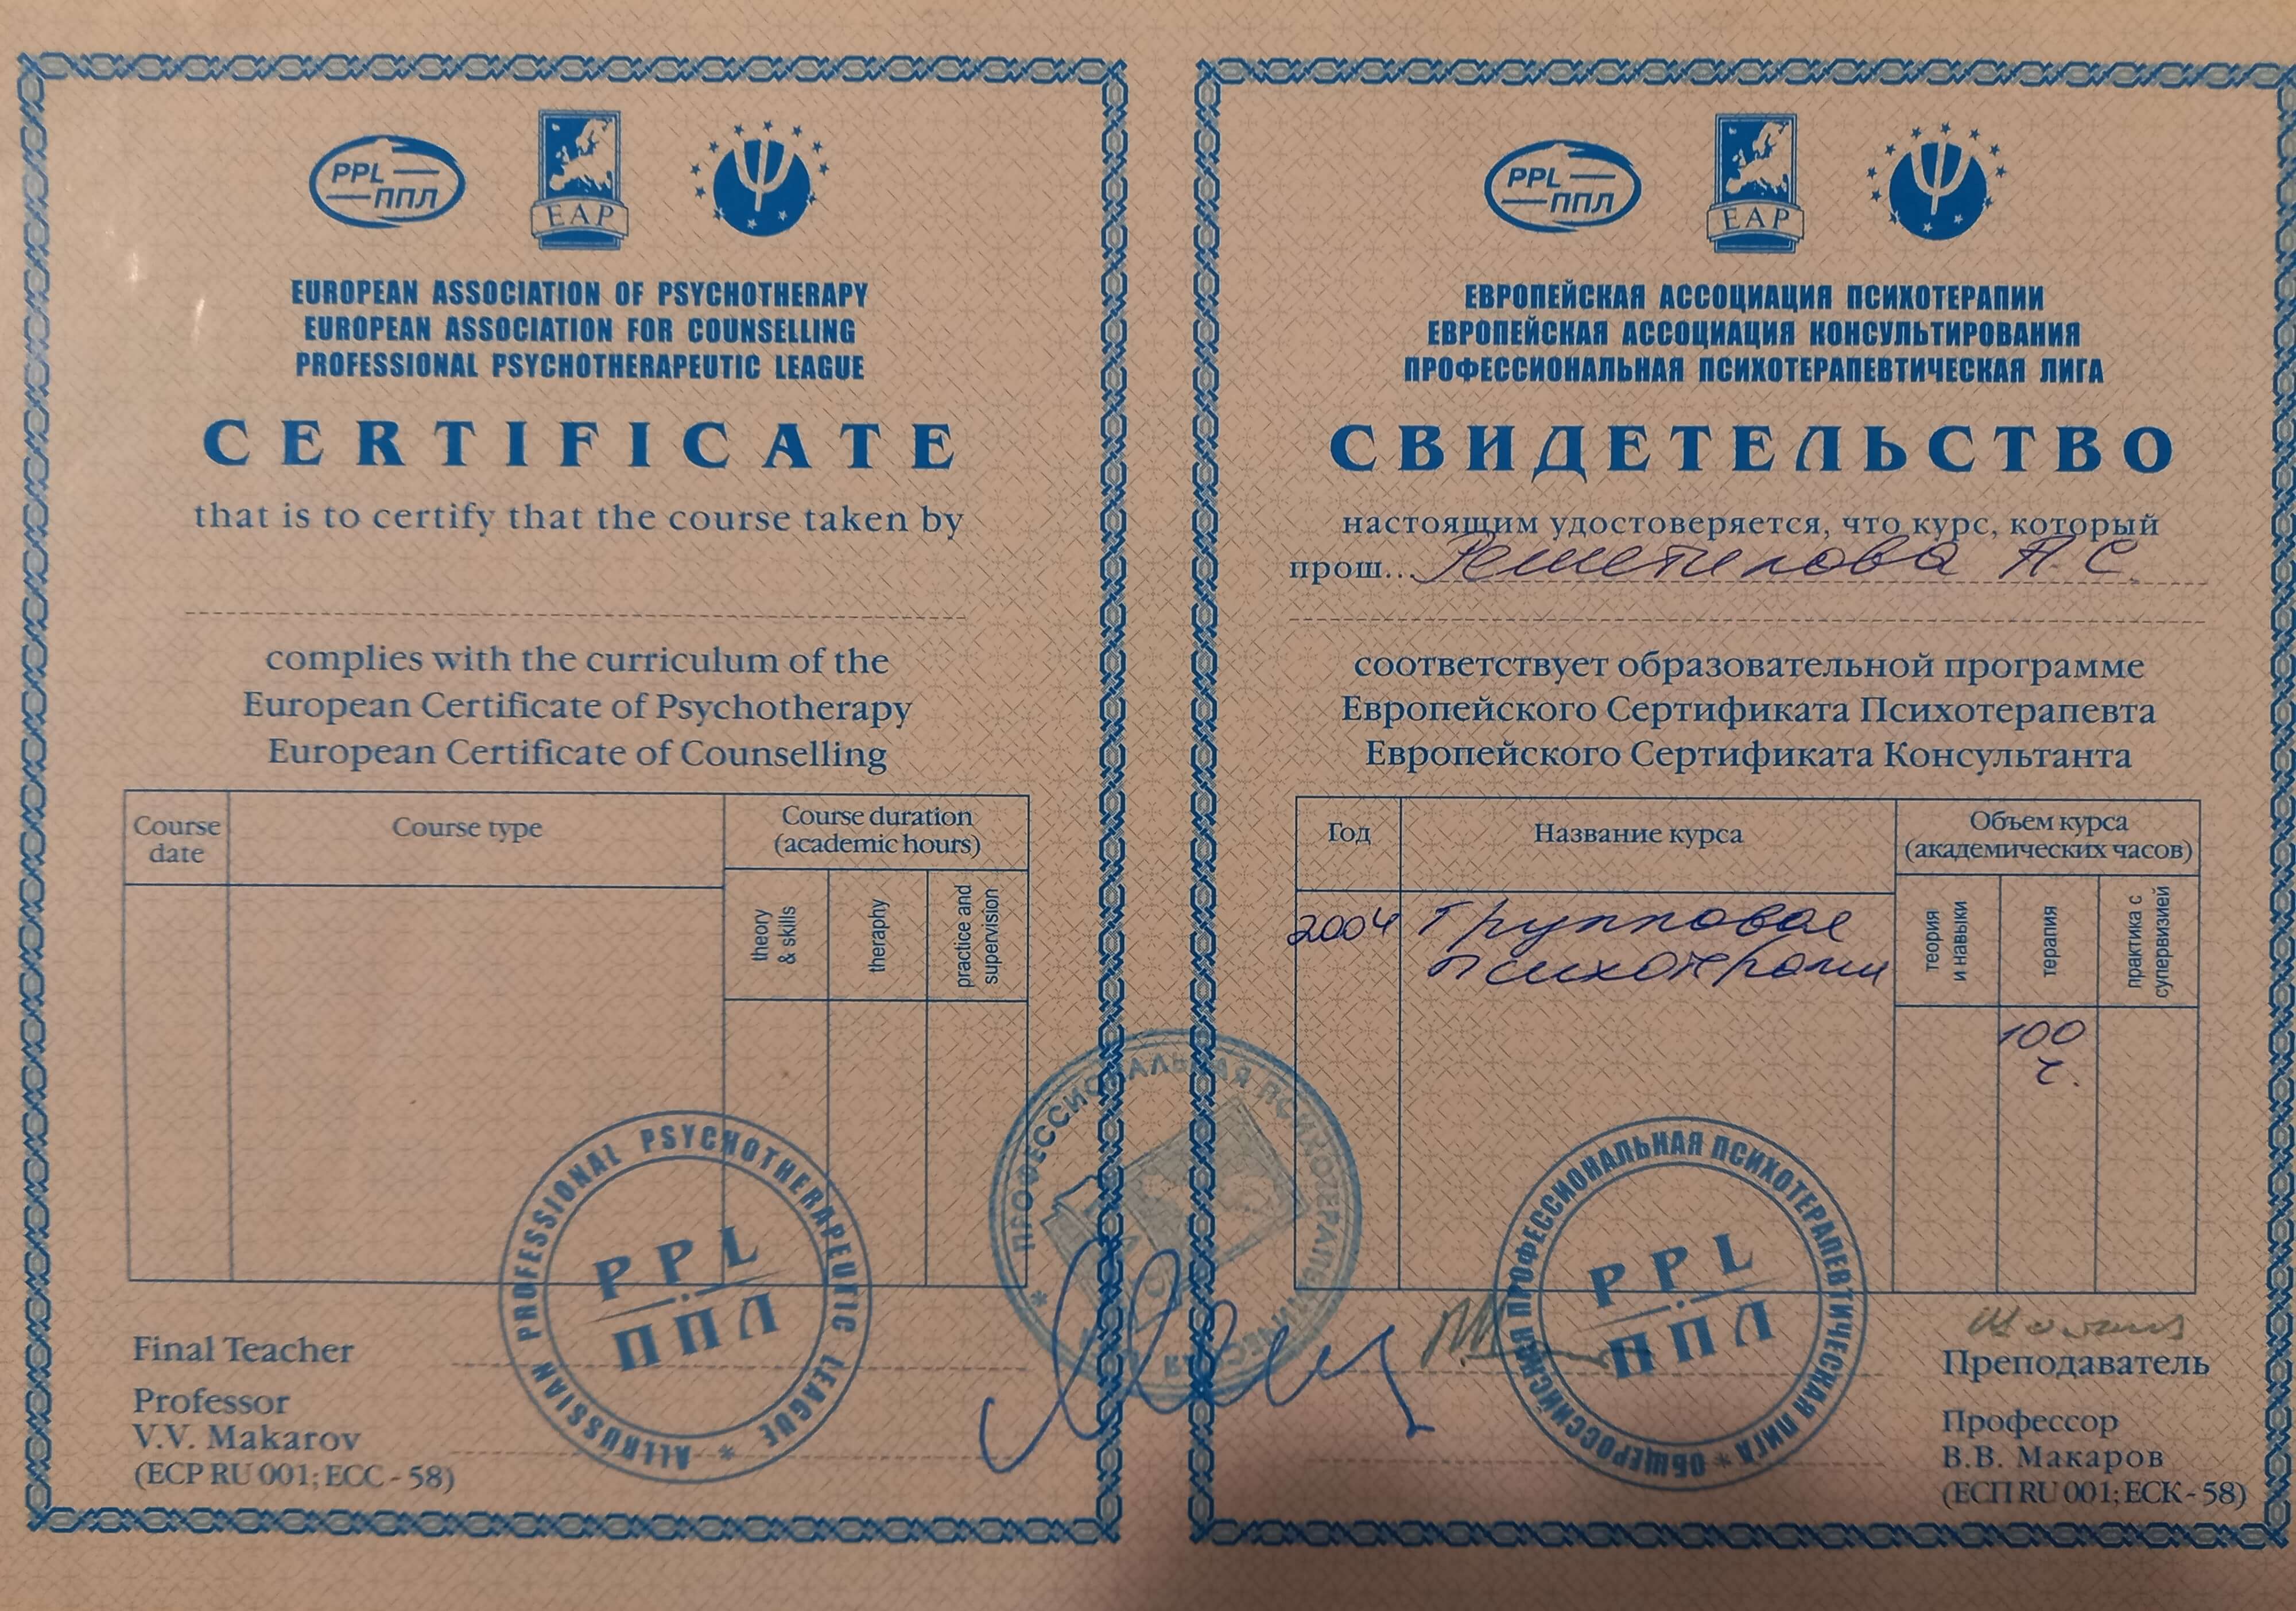 PPL
ППЛ
EAP
EUROPEAN ASSOCIATION OF PSYCHOTHERAPY
EUROPEAN ASSOCIATION FOR COUNSELLING
PROFESSIONAL PSYCHOTHERAPEUTIC LEAGUE
CERTIFICATE
that is to certify that the course taken by
complies with the curriculum of the
European Certificate of Psychotherapy
European Certificate of Counselling
Course date
Course type
Course duration
(academic hours)
theory & skills
theraphy
practice and supervision
ALLRUSSIAN PROFESSIONAL PSYCHOTHERAPEUTIC LEAGUE *
PPL
ППЛ
Final Teacher
Professor
V.V. Makarov
(ECP RU 001; ECC - 58)
* ПРОФЕССИОНАЛЬНАЯ ПСИХОТЕРАПЕВТИЧЕСКАЯ
PPL
ППЛ
EAP
ЕВРОПЕЙСКАЯ АССОЦИАЦИЯ ПСИХОТЕРАПИИ
ЕВРОПЕЙСКАЯ АССОЦИАЦИЯ КОНСУЛЬТИРОВАНИЯ
ПРОФЕССИОНАЛЬНАЯ ПСИХОТЕРАПЕВТИЧЕСКАЯ ЛИГА
СВИДЕТЕЛЬСТВО
настоящим удостоверяется, что курс, который
прош... А.С.
соответствует образовательной программе
Европейского Сертификата Психотерапевта
Европейского Сертификата Консультанта
Год
Название курса
Объем курса
(академических часов)
теория и навыки
терапия
практика с супервизией
2004
Групповая
психотерапия
100
ч.
ОБЩЕРОССИЙСКАЯ ПРОФЕССИОНАЛЬНАЯ ПСИХОТЕРАПЕВТИЧЕСКАЯ ЛИГА *
PPL
ППЛ
Преподаватель
Профессор
В.В. Макаров
(ЕСП RU 001; ЕСК - 58)